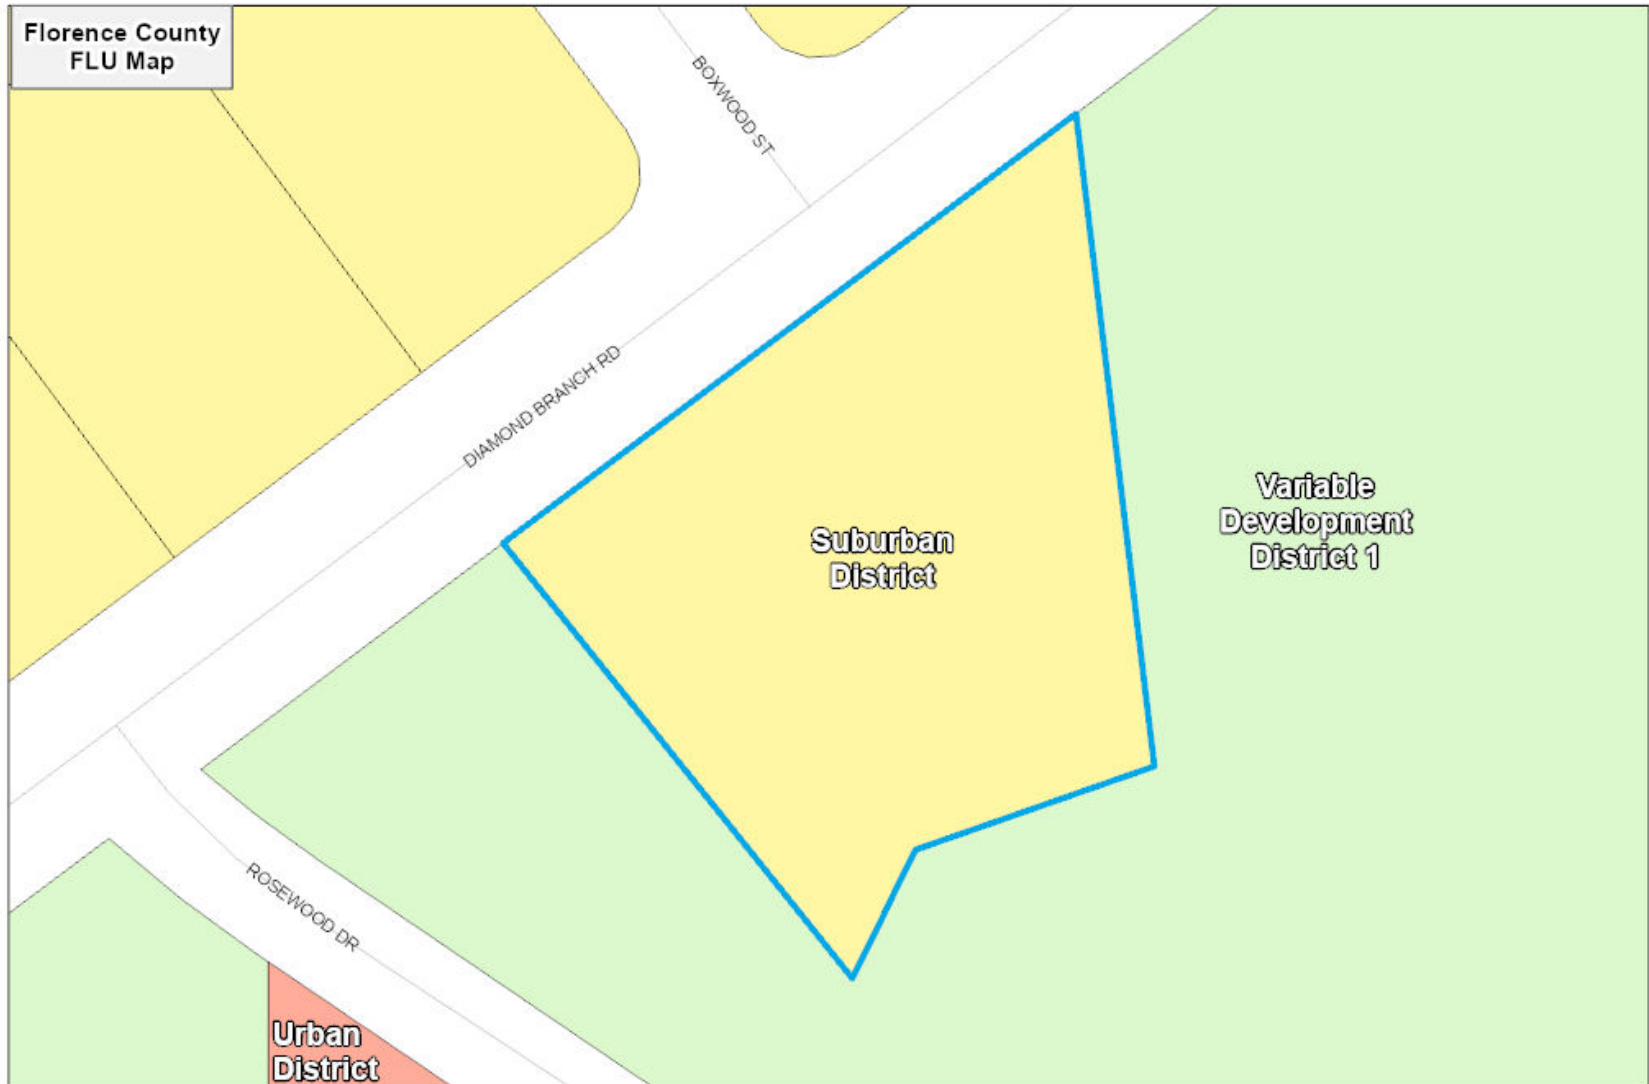 Florence County
FLU Map
BOXWOOD ST
DIAMOND BRANCH RD
Variable
Development
District 1
Suburban
District
ROSEWOOD DR
Urban
District